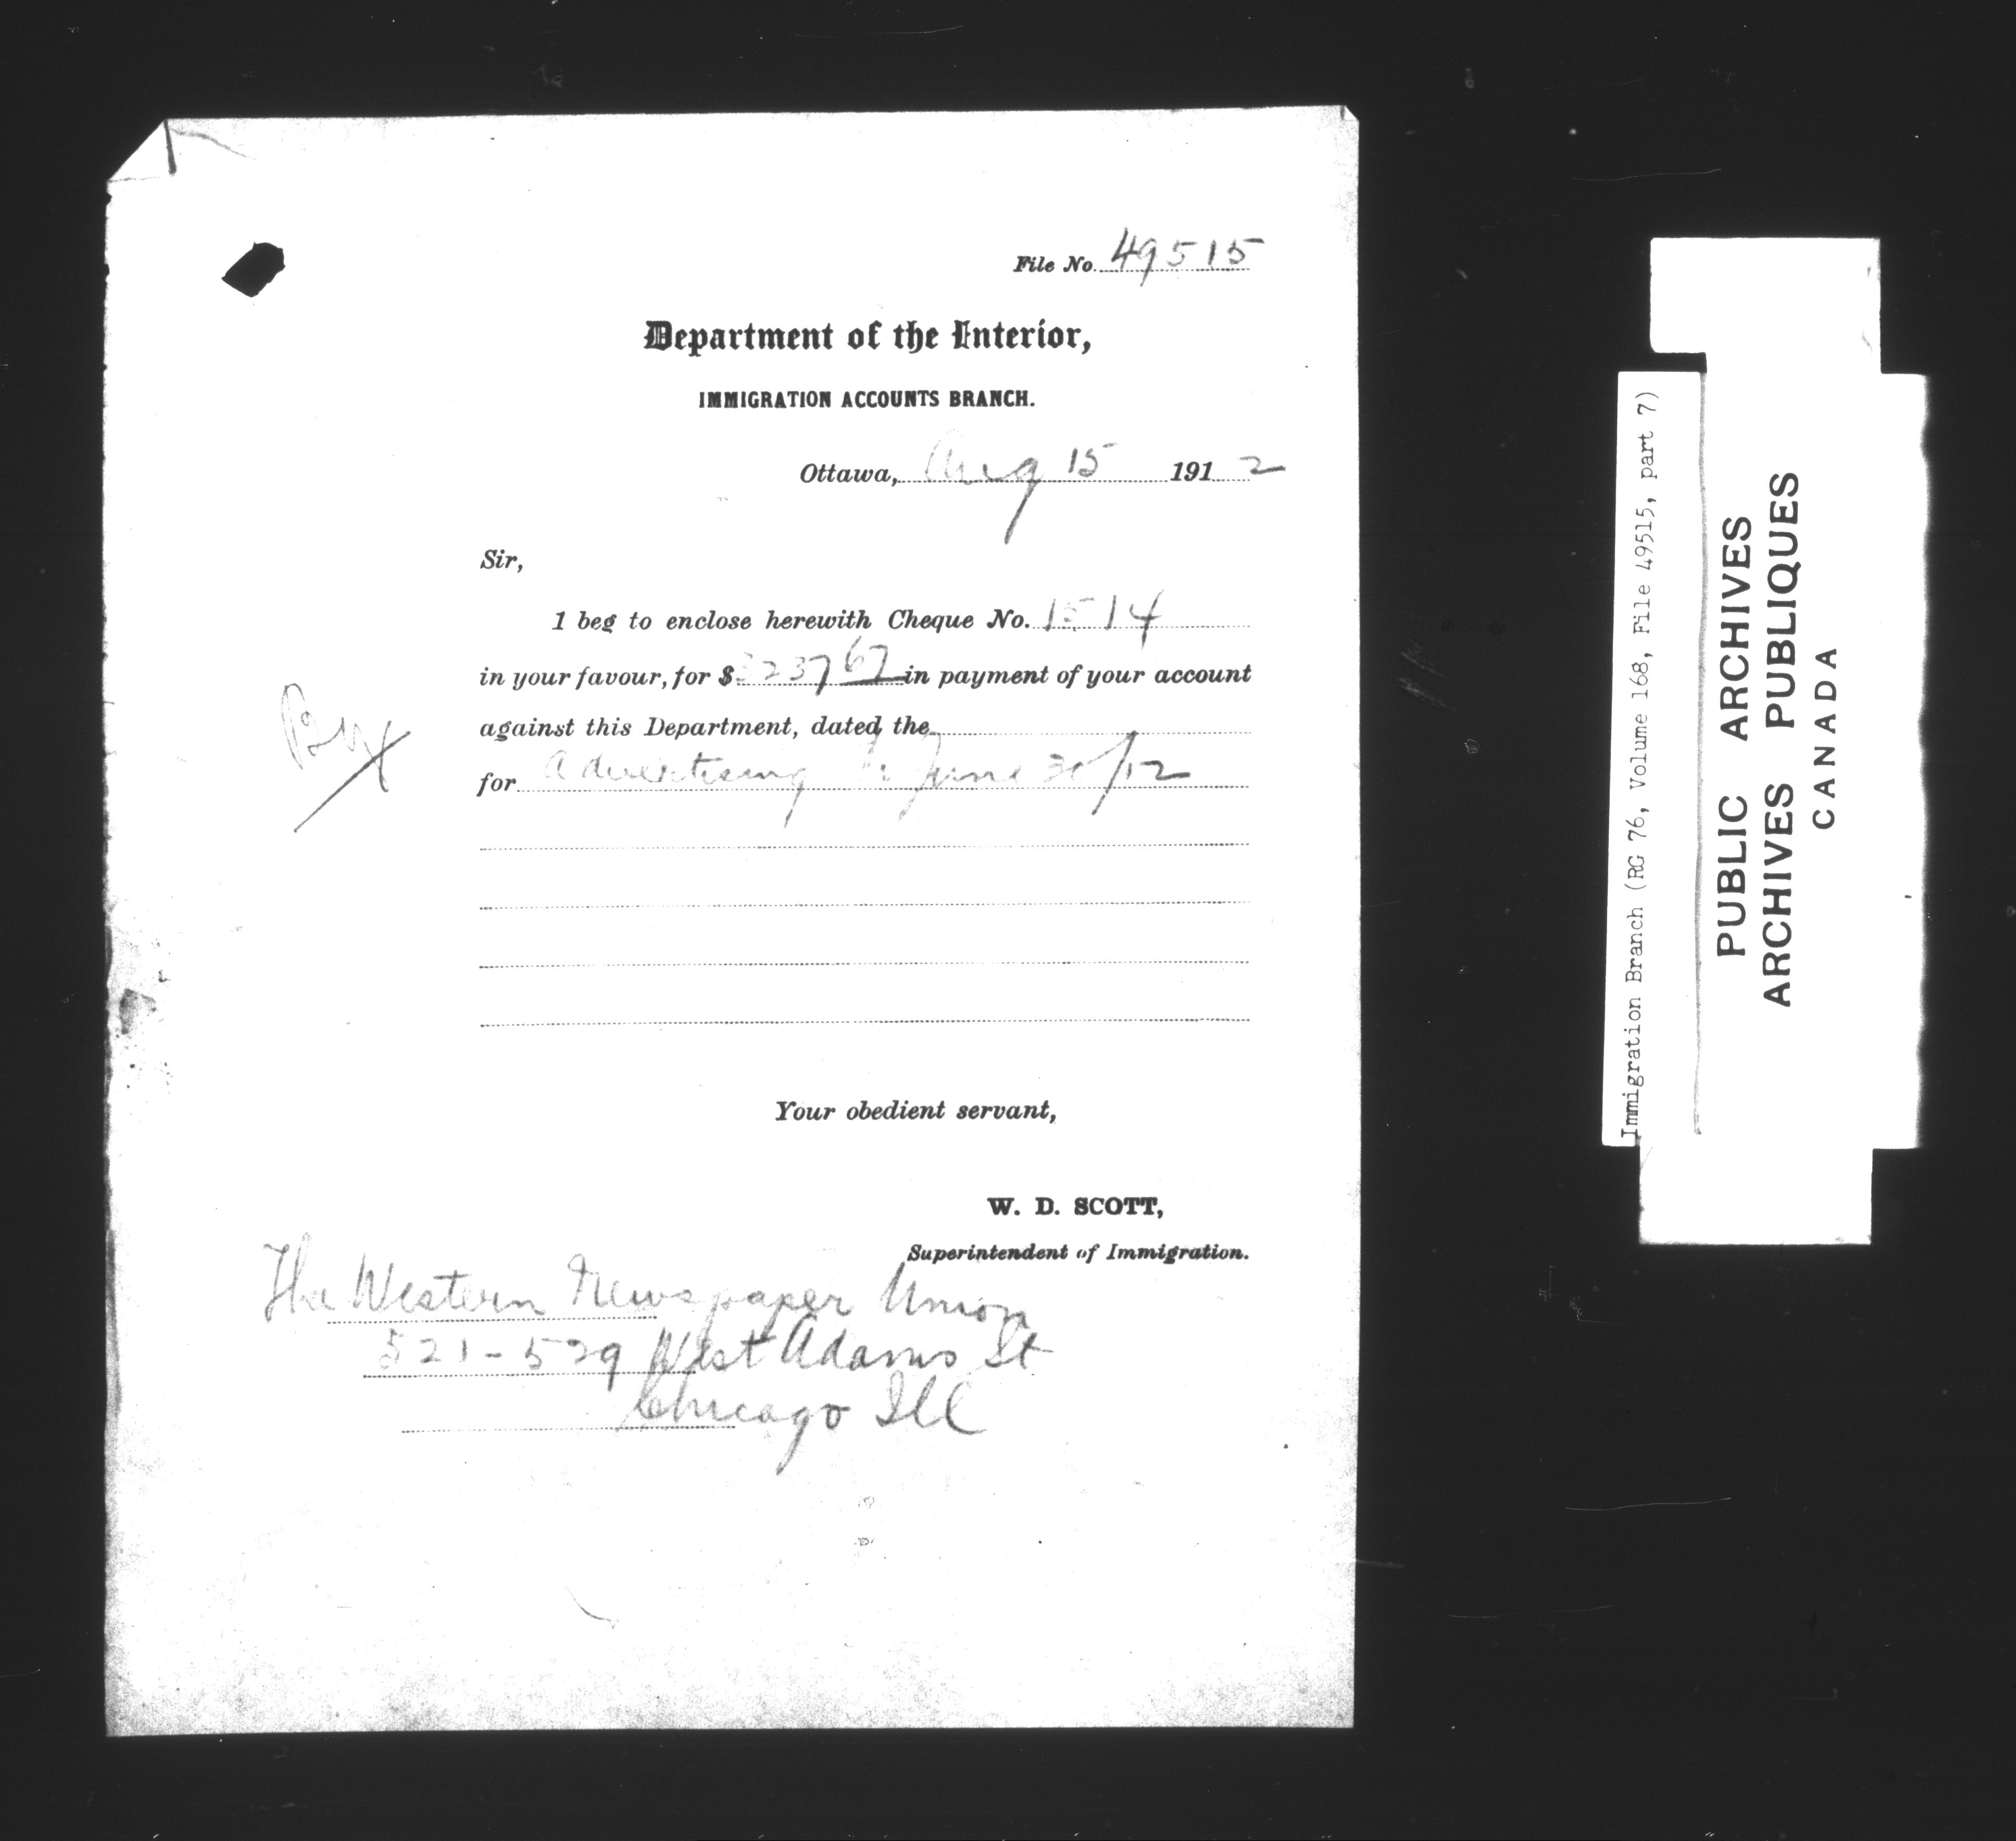 File No. 49515
Department of the Interior,
IMMIGRATION ACCOUNTS BRANCH.
Ottawa, Aug 15 1912
Sir,
I beg to enclose herewith Cheque No. 1514
in your favour, for $ 3237 67 in payment of your account
against this Department, dated the
for Advertising to June 30/12
Your obedient servant,
W. D. SCOTT,
Superintendent of Immigration.
The Western Newspaper Union
521-529 West Adams St
Chicago Ill
Immigration Branch (RG 76, Volume 168, File 49515, part 7)
PUBLIC ARCHIVES
ARCHIVES PUBLIQUES
CANADA